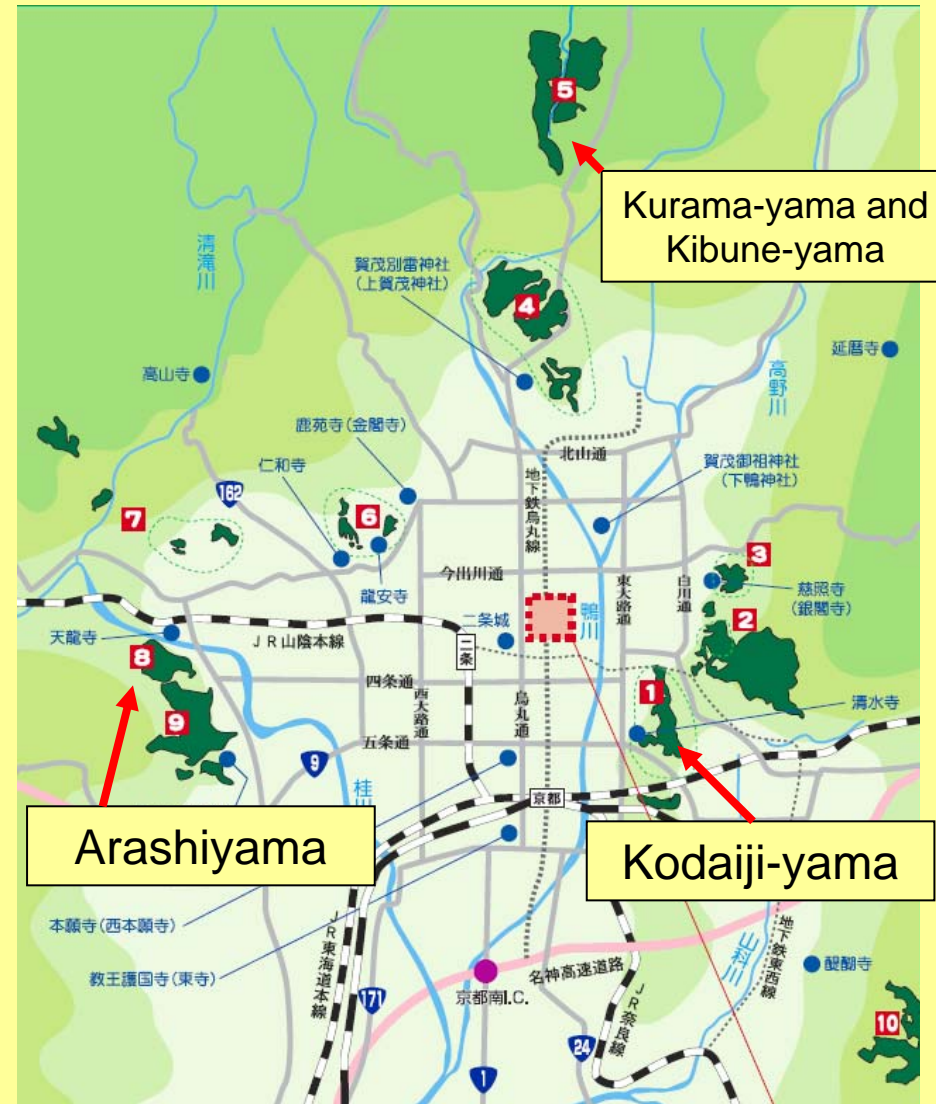 5
Kurama-yama and
Kibune-yama
清滝川
賀茂別雷神社
(上賀茂神社)
4
延暦寺
高山寺
高野川
鹿苑寺(金閣寺)
北山通
仁和寺
162
地下鉄烏丸線
賀茂御祖神社
(下鴨神社)
7
6
3
今出川通
東大路通
白川通
慈照寺
(銀閣寺)
龍安寺
鴨川
2
天龍寺
二条城
JR山陰本線
二条
8
四条通
西大路通
烏丸通
1
清水寺
9
五条通
9
桂
京都
Arashiyama
Kodaiji-yama
本願寺(西本願寺)
JR東海道本線
名神高速道路
山科川
地下鉄東西線
教王護国寺(東寺)
醍醐寺
171
京都南I.C.
JR奈良線
10
24
1